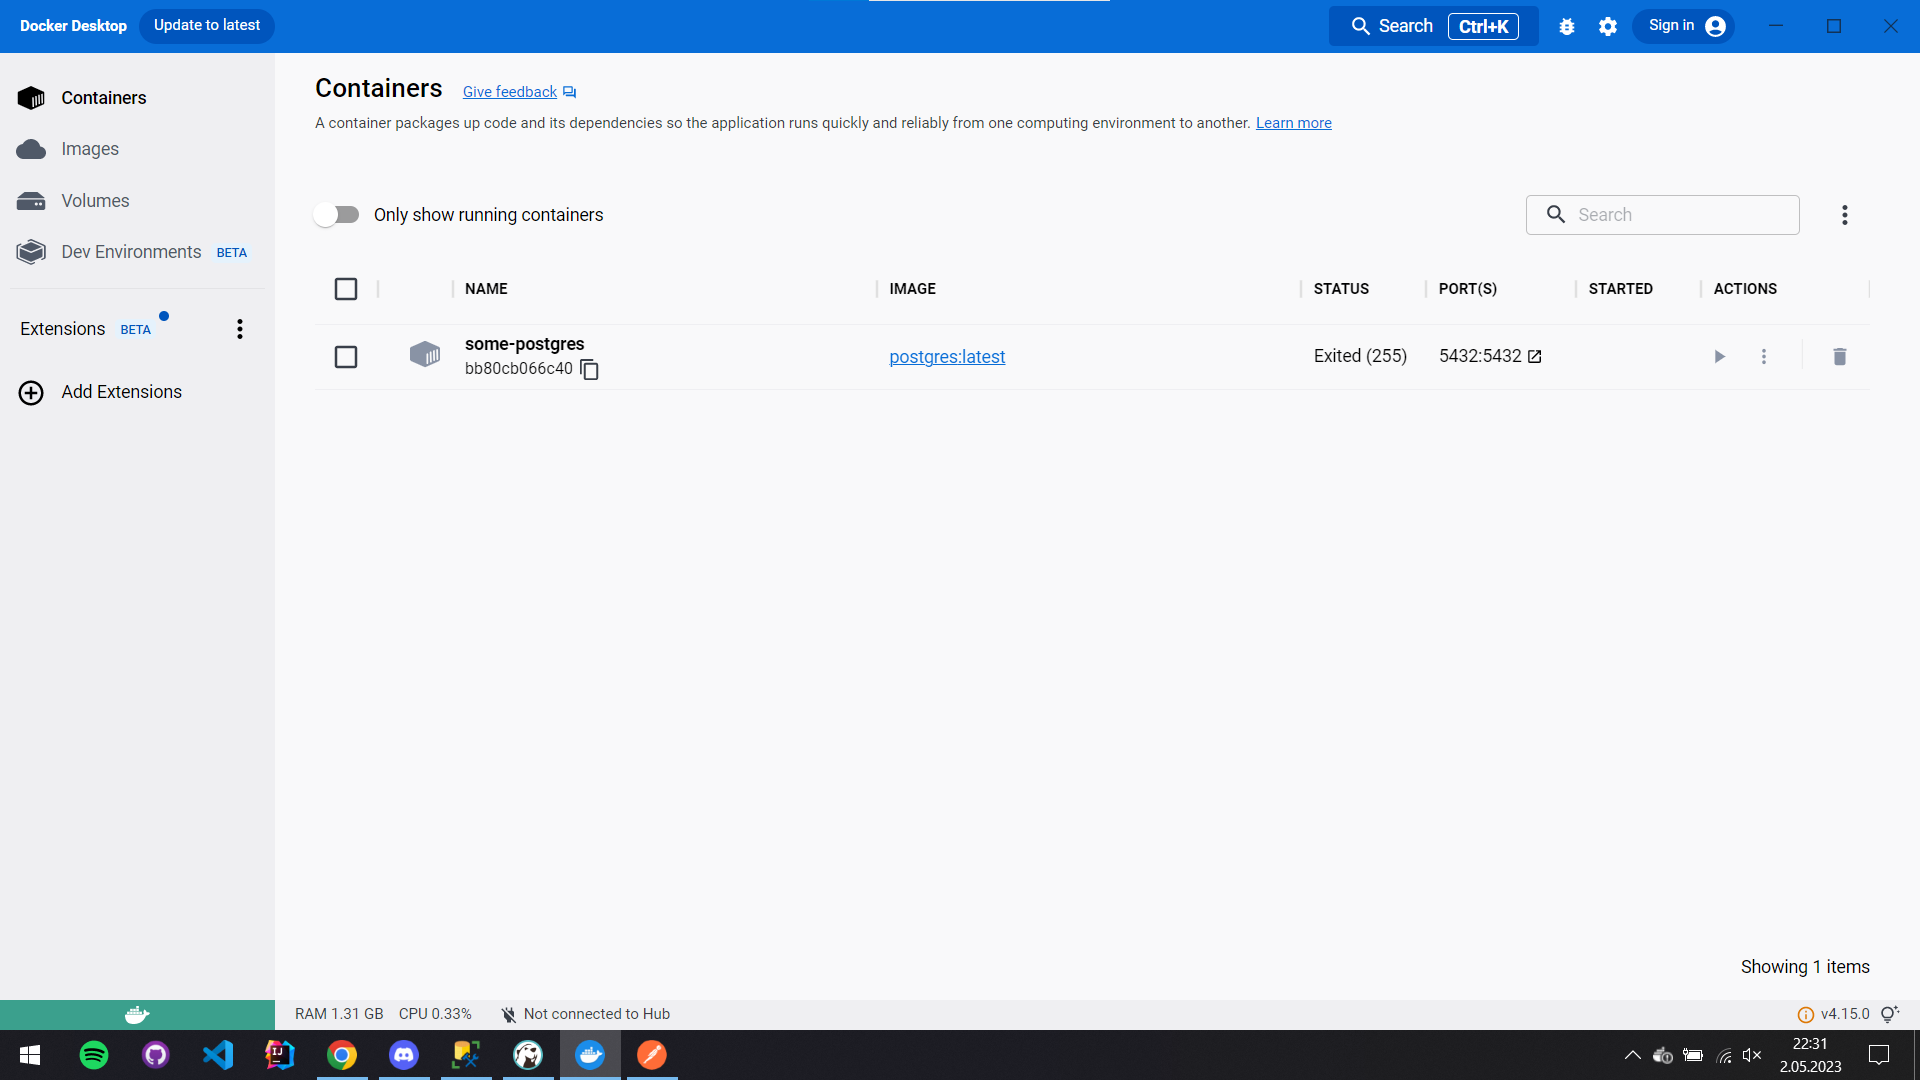 Docker Desktop Update to latest Search Ctrl+K Sign in
Containers
Images
Volumes
Dev Environments BETA
Extensions BETA
Add Extensions
Containers Give feedback
A container packages up code and its dependencies so the application runs quickly and reliably from one computing environment to another. Learn more
Only show running containers Search
NAME IMAGE STATUS PORT(S) STARTED ACTIONS
some-postgres
bb80cb066c40 postgres:latest Exited (255) 5432:5432
Showing 1 items
RAM 1.31 GB CPU 0.33% Not connected to Hub v4.15.0
22:31
2.05.2023